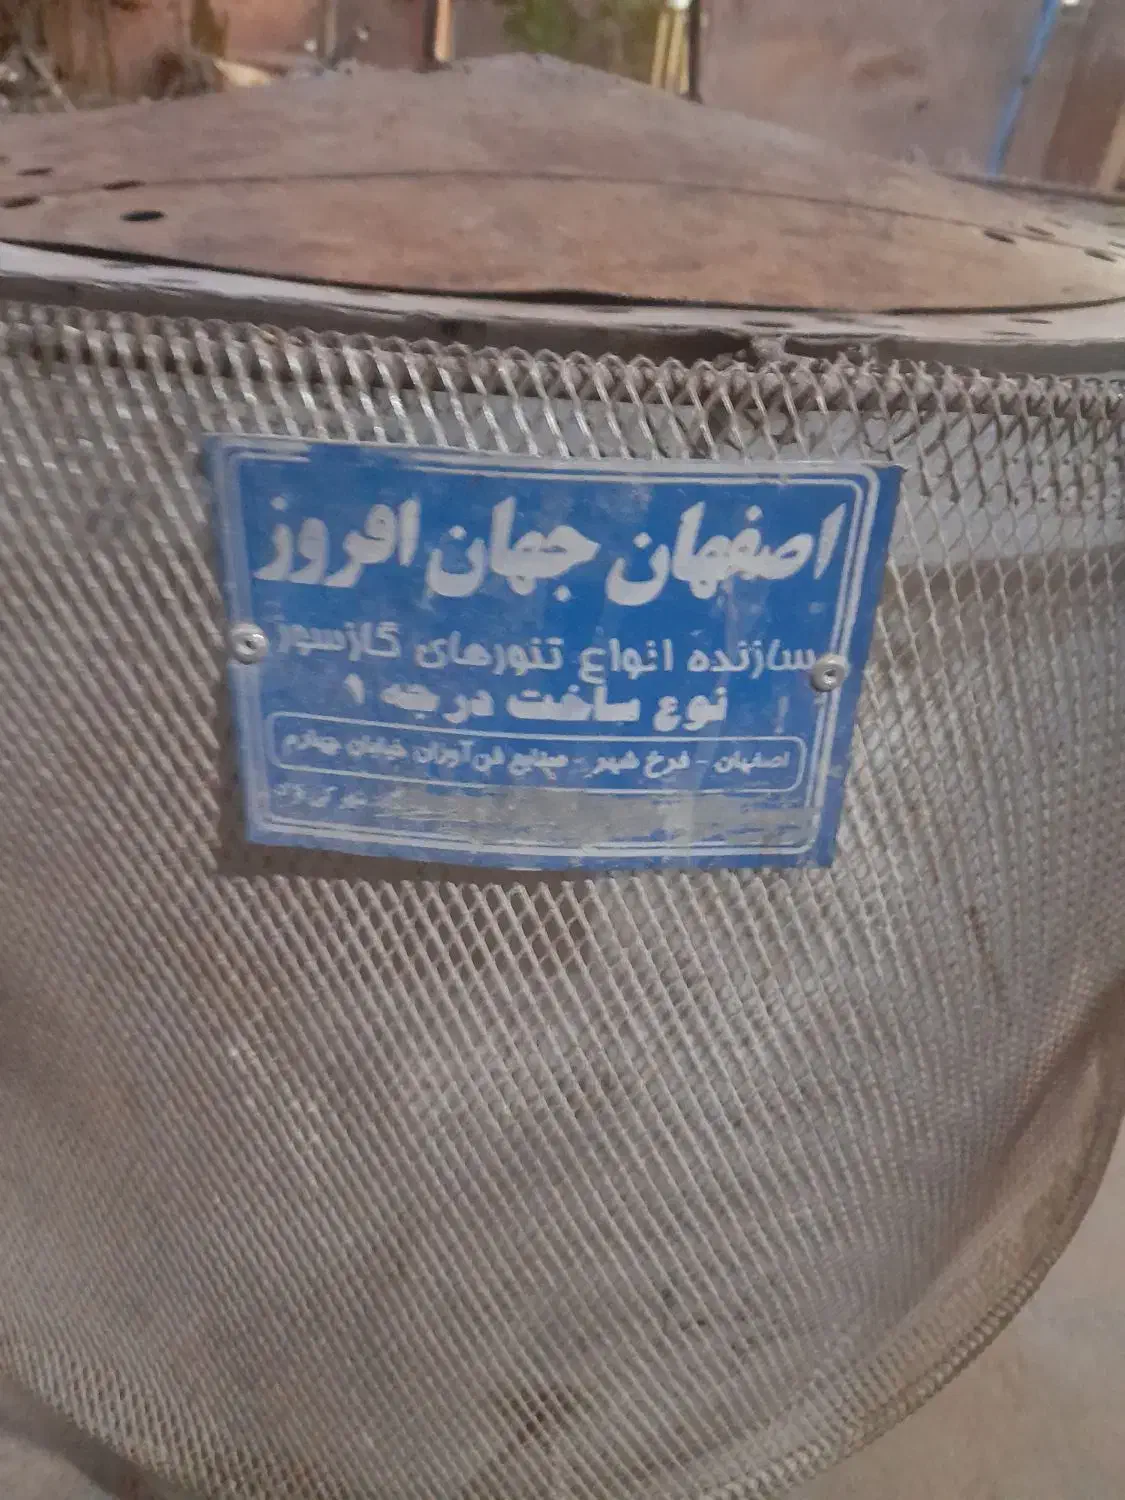 اصفهان جهان افروز
سازنده انواع تنورهای گازسوز
نوع ساخت درجه ۱
اصفهان - فرخ شهر - صنایع فن آوران خیابان چهارم